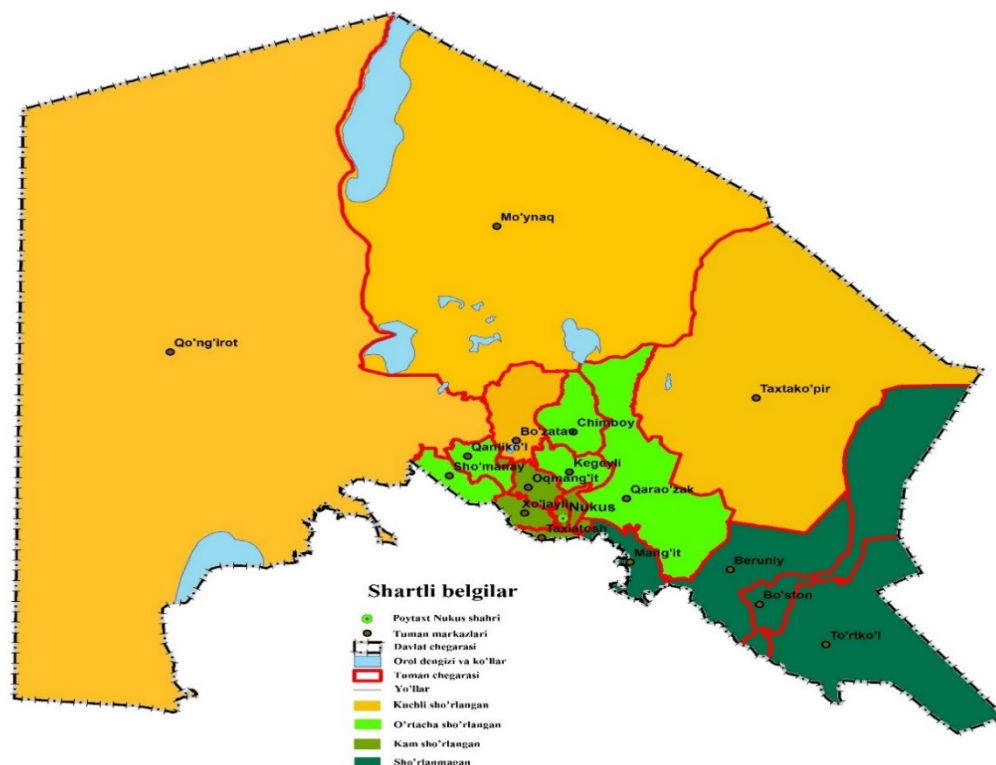 Mo'ynaq
Qo'ng'irot
Taxtako'pir
Bo'zatav
Chimboy
Qanliko'l
Sho'manay
Kegeyli
Oqmang'it
Qarao'zak
Xo'jayli
Nukus
Taxiatosh
Mang'it
Beruniy
Bo'ston
To'rtko'l
Shartli belgilar
Poytaxt Nukus shahri
Tuman markazlari
Davlat chegarasi
Orol dengizi va ko'llar
Tuman chegarasi
Yo'llar
Kuchli sho'rlangan
O'rtacha sho'rlangan
Kam sho'rlangan
Sho'rlanmagan